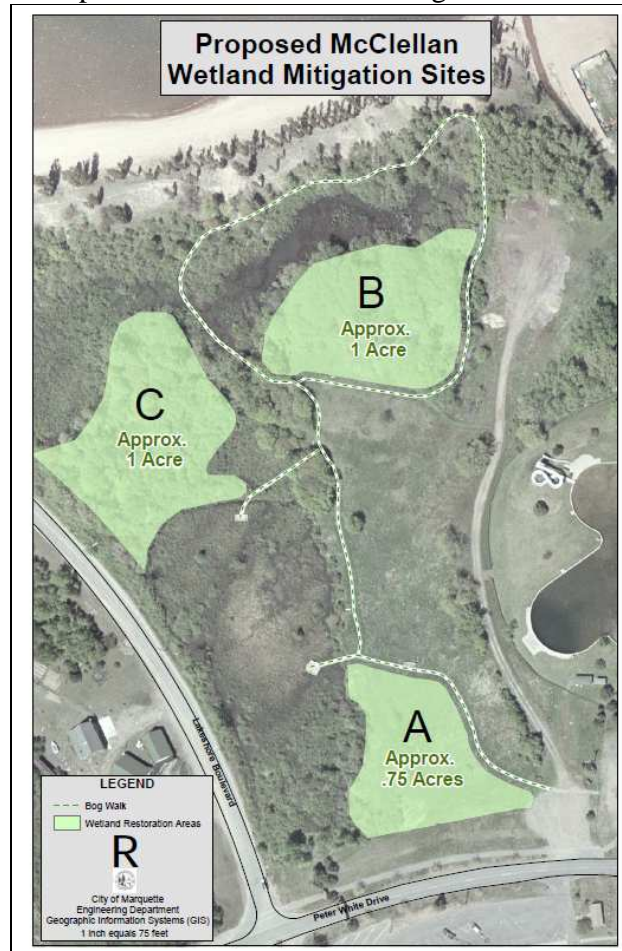 Proposed McClellan
Wetland Mitigation Sites
B
Approx.
1 Acre
C
Approx.
1 Acre
A
Approx.
.75 Acres
Lakeshore Boulevard
Peter White Drive
LEGEND
Bog Walk
Wetland Restoration Areas
R
City of Marquette
Engineering Department
Geographic Information Systems (GIS)
1 inch equals 75 feet